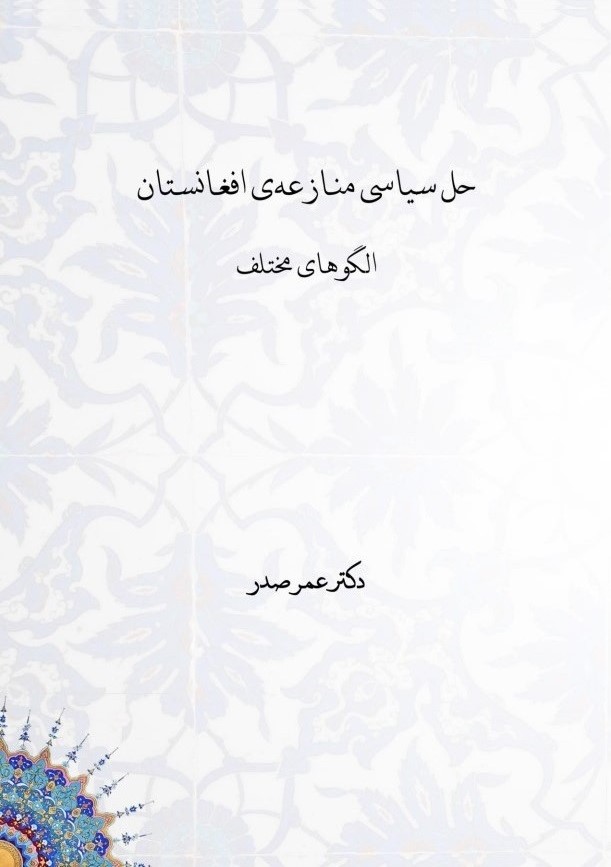 حل سیاسی منازعه‌ی افغانستان
الگوهای مختلف
دکتر عمر صدر